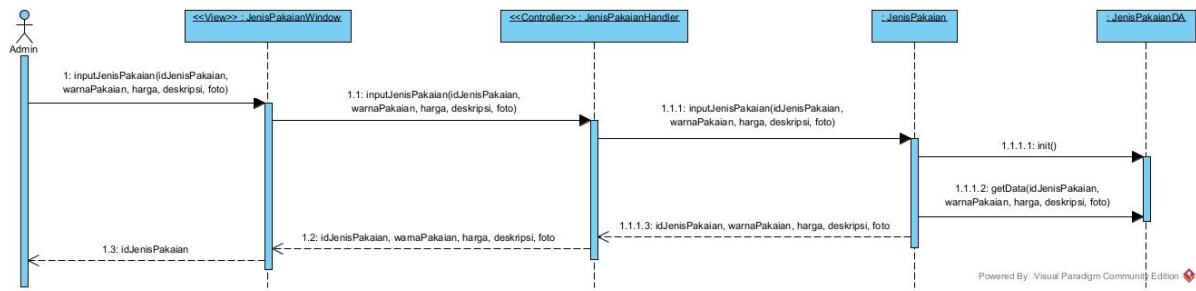 <<View>> : JenisPakanWindow
<<Controller>> : JenisPakaianHandler
: JenisPakaian
: JenisPakaianDA
Admin
1: inputJenisPakaian(idJenisPakaian,
warnaPakaian, harga, deskripsi, foto)
1.1: inputJenisPakaian(idJenisPakaian,
warnaPakaian, harga, deskripsi, foto)
1.1.1: inputJenisPakaian(idJenisPakaian,
warnaPakaian, harga, deskripsi, foto)
1.1.1.1: init()
1.1.1.2: getData(idJenisPakaian,
warnaPakaian, harga, deskripsi, foto)
1.1.1.3: idJenisPakaian, warnaPakaian, harga, deskripsi, foto
1.2: idJenisPakaian, warnaPakaian, harga, deskripsi, foto
1.3: idJenisPakaian
Powered By: Visual Paradigm Community Edition